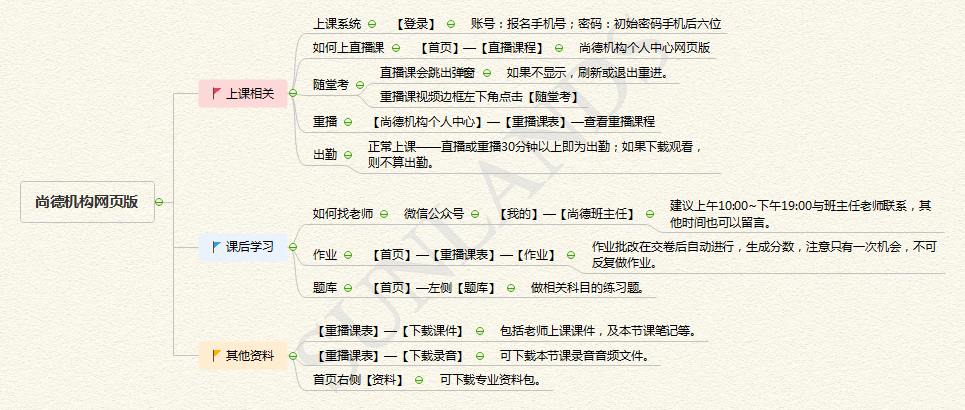 尚德机构网页版
上课相关
上课系统
【登录】
账号：报名手机号；密码：初始密码手机后六位
如何上直播课
【首页】—【直播课程】
尚德机构个人中心网页版
随堂考
直播课会跳出弹窗
如果不显示，刷新或退出重进。
重播课视频边框左下角点击【随堂考】
重播
【尚德机构个人中心】—【重播课表】—查看重播课程
出勤
正常上课——直播或重播30分钟以上即为出勤；如果下载观看，
则不算出勤。
课后学习
如何找老师
微信公众号
【我的】—【尚德班主任】
建议上午10:00~下午19:00与班主任老师联系，其
他时间也可以留言。
作业
【首页】—【重播课表】—【作业】
作业批改在交卷后自动进行，生成分数，注意只有一次机会，不可
反复做作业。
题库
【首页】—左侧【题库】
做相关科目的练习题。
其他资料
【重播课表】—【下载课件】
包括老师上课课件，及本节课笔记等。
【重播课表】—【下载录音】
可下载本节课录音音频文件。
首页右侧【资料】
可下载专业资料包。
SUNLANDS